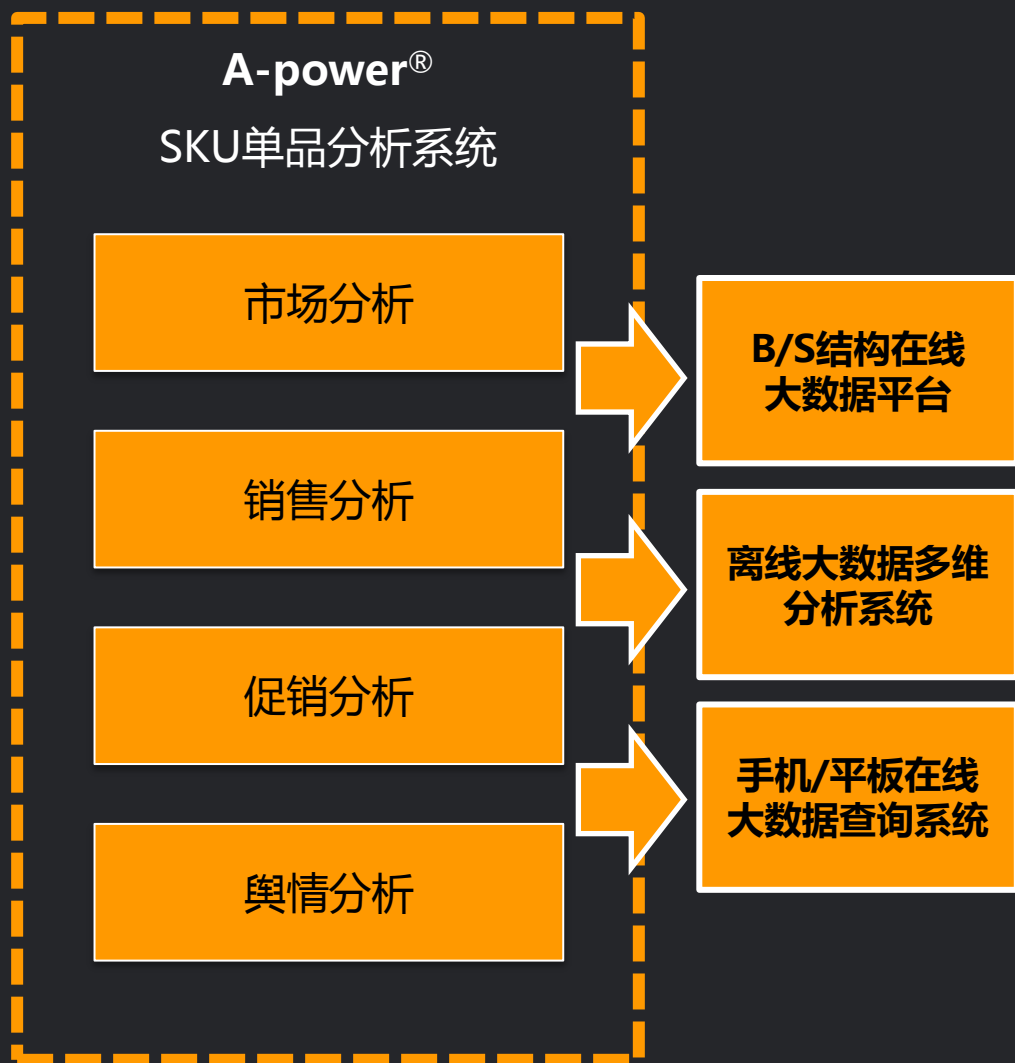 A-power®
SKU单品分析系统
市场分析
销售分析
促销分析
舆情分析
B/S结构在线
大数据平台
离线大数据多维
分析系统
手机/平板在线
大数据查询系统